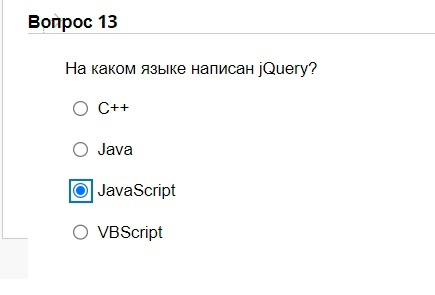 Вопрос 13
На каком языке написан jQuery?
C++
Java
JavaScript
VBScript